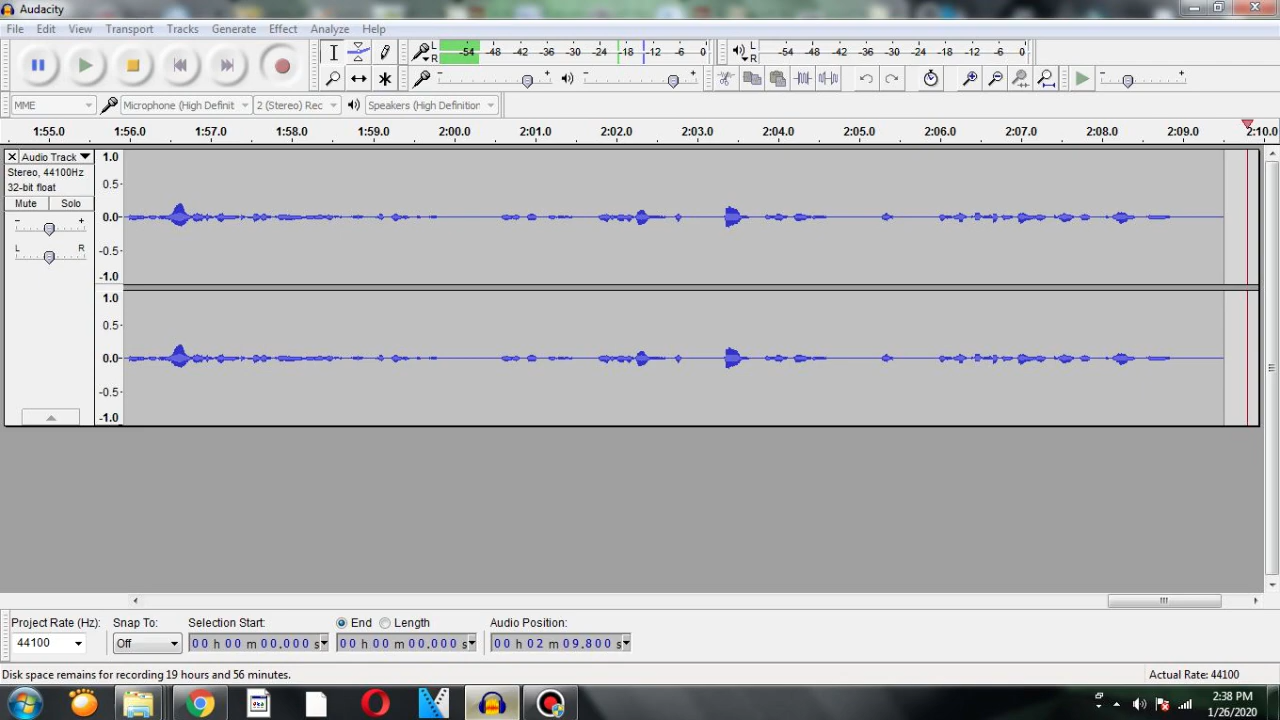 Audacity
File Edit View Transport Tracks Generate Effect Analyze Help
L R -54 -48 -42 -36 -30 -24 -18 -12 -6 0 L R -54 -48 -42 -36 -30 -24 -18 -12 -6 0
- + - + - +
MME Microphone (High Definit 2 (Stereo) Rec Speakers (High Definition
1:55.0 1:56.0 1:57.0 1:58.0 1:59.0 2:00.0 2:01.0 2:02.0 2:03.0 2:04.0 2:05.0 2:06.0 2:07.0 2:08.0 2:09.0 2:10.0
Audio Track 1.0
Stereo, 44100Hz
32-bit float 0.5
Mute Solo
- + 0.0
L R -0.5
-1.0
1.0
0.5
0.0
-0.5
-1.0
Project Rate (Hz): Snap To: Selection Start: End Length Audio Position:
44100 Off 00 h 00 m 00.000 s 00 h 00 m 00.000 s 00 h 02 m 09.800 s
Disk space remains for recording 19 hours and 56 minutes. Actual Rate: 44100
2:38 PM
1/26/2020